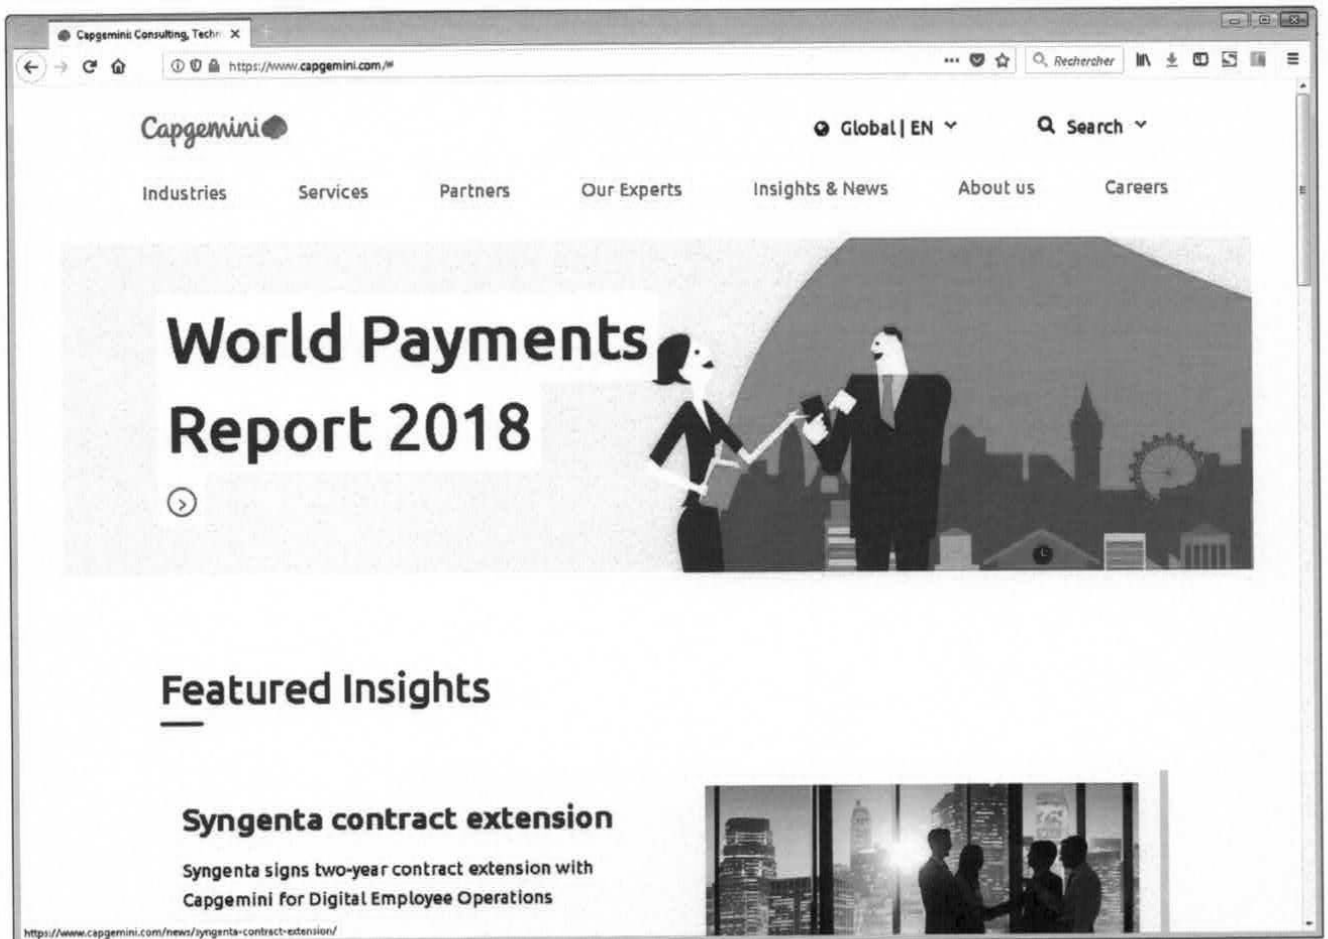 Capgemini: Consulting, Techn
https://www.capgemini.com/#
Rechercher
Capgemini
Global | EN
Search
Industries Services Partners Our Experts Insights & News About us Careers
World Payments
Report 2018
Featured Insights
Syngenta contract extension
Syngenta signs two-year contract extension with
Capgemini for Digital Employee Operations
https://www.capgemini.com/news/syngenta-contract-extension/